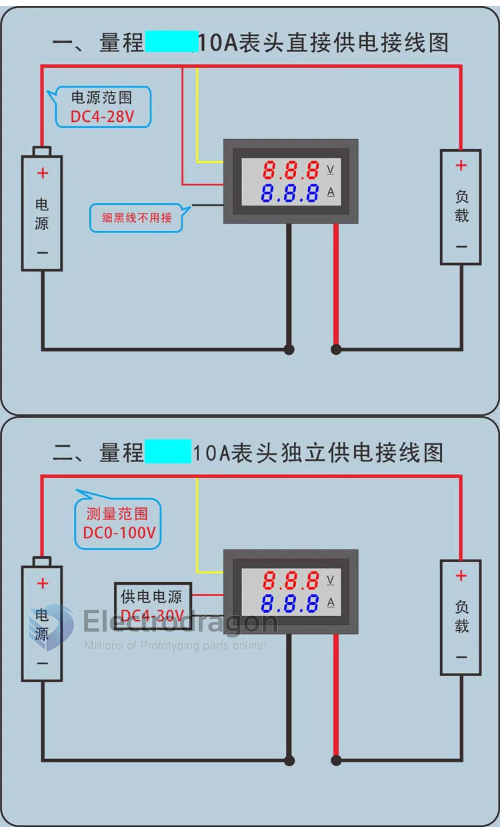 一、量程 10A表头直接供电接线图
电源范围
DC4-28V
+
电源
−
细黑线不用接
8.8.8 V
8.8.8 A
+
负载
−
二、量程 10A表头独立供电接线图
测量范围
DC0-100V
+
电源
−
供电电源
DC4-30V
8.8.8 V
8.8.8 A
+
负载
−
Electrodragon
Millions of Prototyping parts online!